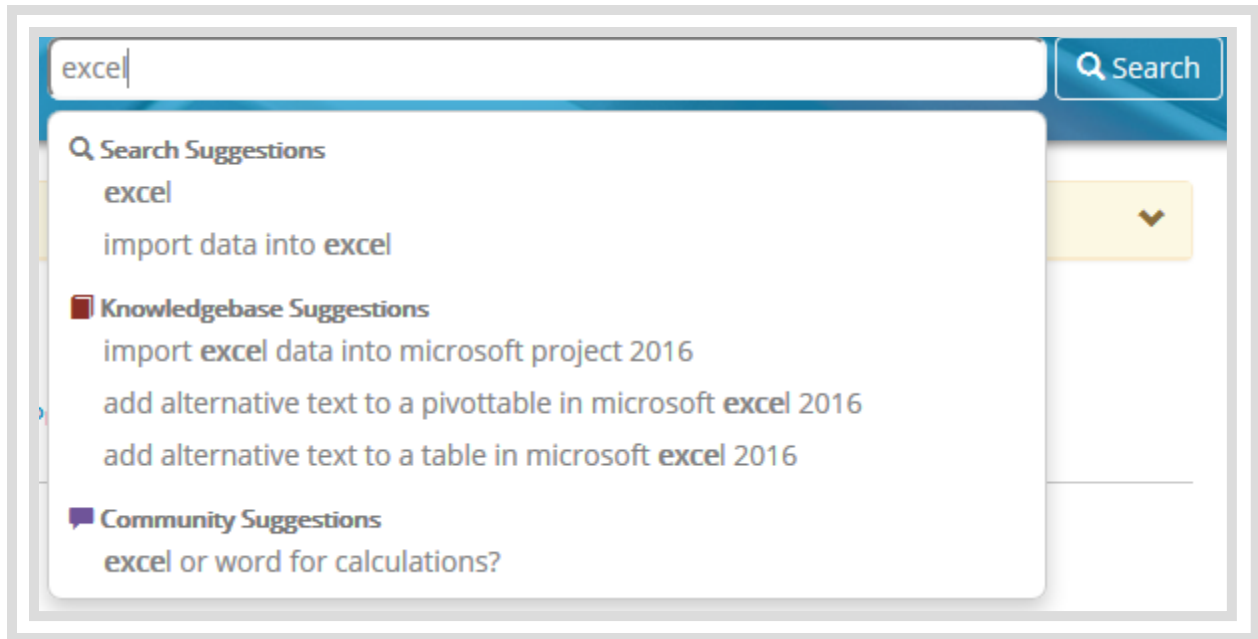 excel
Search
Search Suggestions
excel
import data into excel
Knowledgebase Suggestions
import excel data into microsoft project 2016
add alternative text to a pivottable in microsoft excel 2016
add alternative text to a table in microsoft excel 2016
Community Suggestions
excel or word for calculations?